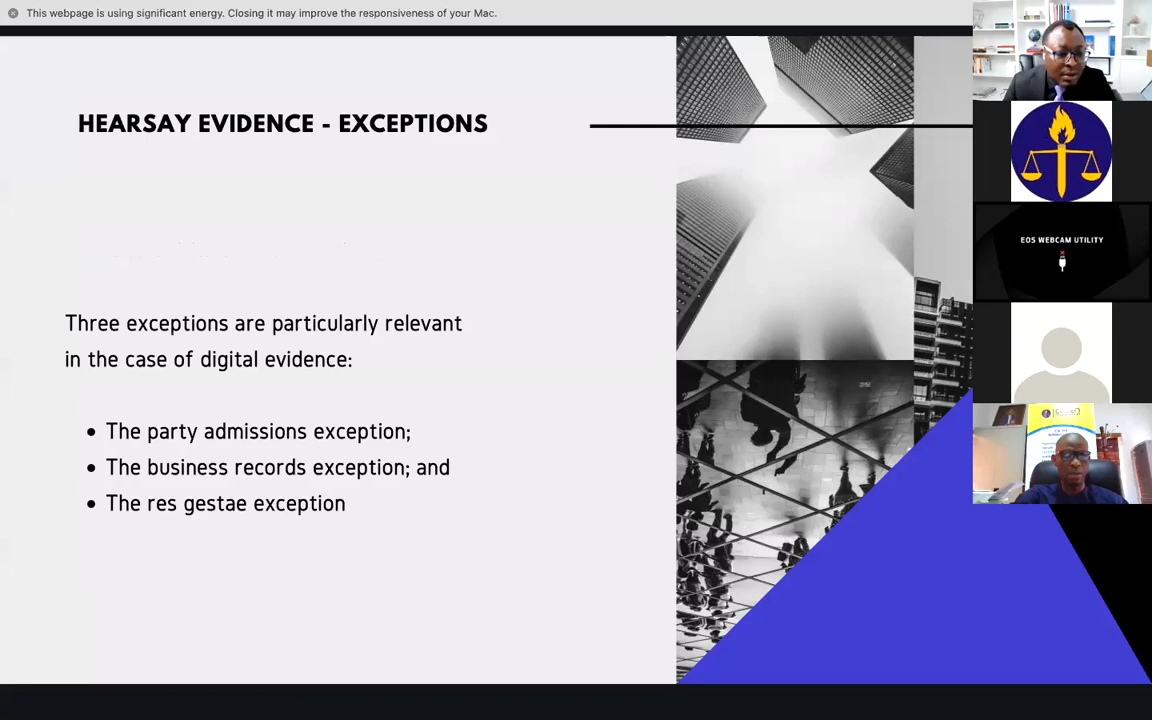 This webpage is using significant energy. Closing it may improve the responsiveness of your Mac.
HEARSAY EVIDENCE - EXCEPTIONS
Three exceptions are particularly relevant
in the case of digital evidence:
• The party admissions exception;
• The business records exception; and
• The res gestae exception
EOS WEBCAM UTILITY